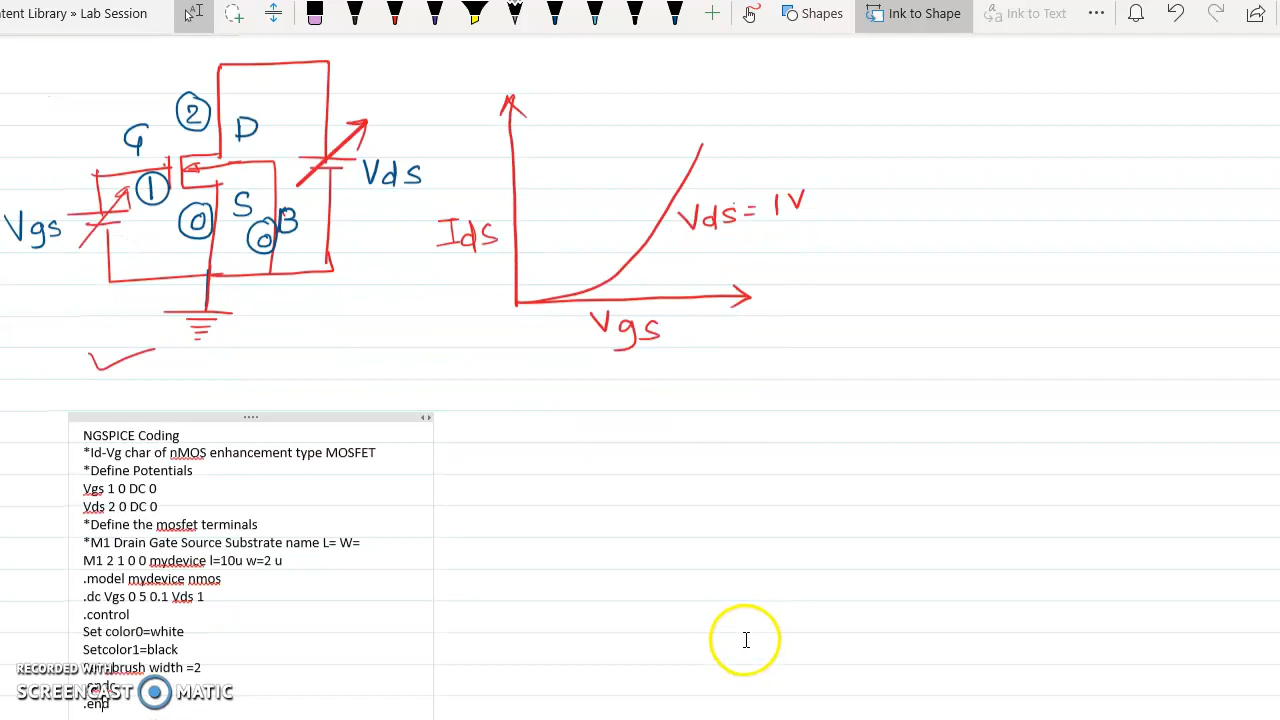 tent Library » Lab Session
Shapes
Ink to Shape
Ink to Text
2
G
D
1
Vds
Vgs
0
S
0
B
Ids
Vds = 1V
Vgs
NGSPICE Coding
*Id-Vg char of nMOS enhancement type MOSFET
*Define Potentials
Vgs 1 0 DC 0
Vds 2 0 DC 0
*Define the mosfet terminals
*M1 Drain Gate Source Substrate name L= W=
M1 2 1 0 0 mydevice l=10u w=2 u
.model mydevice nmos
.dc Vgs 0 5 0.1 Vds 1
.control
Set color0=white
Setcolor1=black
width =2
.end
RECORDED WITH
SCREENCAST MATIC